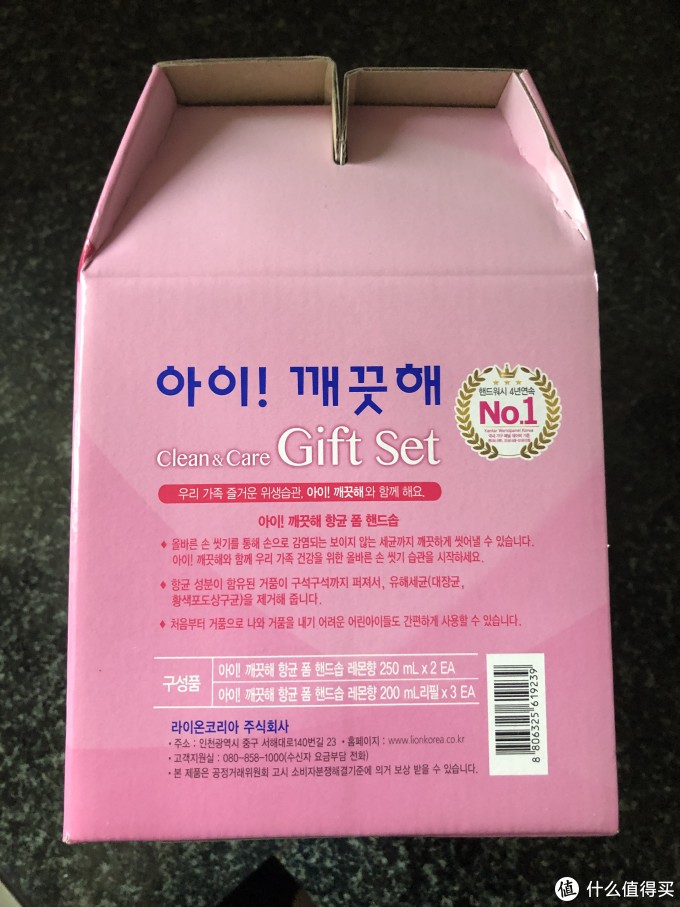 아이! 깨끗해
Clean & Care Gift Set
핸드워시 4년연속
No.1
Kantar Worldpanel Korea
우리 가족 즐거운 위생습관, 아이! 깨끗해와 함께 해요.
아이! 깨끗해 항균 폼 핸드솝
♦ 올바른 손 씻기를 통해 손으로 감염되는 보이지 않는 세균까지 깨끗하게 씻어낼 수 있습니다.
아이! 깨끗해와 함께 우리 가족 건강을 위한 올바른 손 씻기 습관을 시작하세요.
♦ 항균 성분이 함유된 거품이 구석구석까지 퍼져서, 유해세균(대장균,
황색포도상구균)을 제거해 줍니다.
♦ 처음부터 거품으로 나와 거품을 내기 어려운 어린아이들도 간편하게 사용할 수 있습니다.
구성품
아이! 깨끗해 항균 폼 핸드솝 레몬향 250 mL x 2 EA
아이! 깨끗해 항균 폼 핸드솝 레몬향 200 mL리필 x 3 EA
라이온코리아 주식회사
• 주소 : 인천광역시 중구 서해대로140번길 23 • 홈페이지 : www.lionkorea.co.kr
• 고객지원실 : 080-858-1000(수신자 요금부담 전화)
• 본 제품은 공정거래위원회 고시 소비자분쟁해결기준에 의거 보상 받을 수 있습니다.
8 806325 619239
值 什么值得买